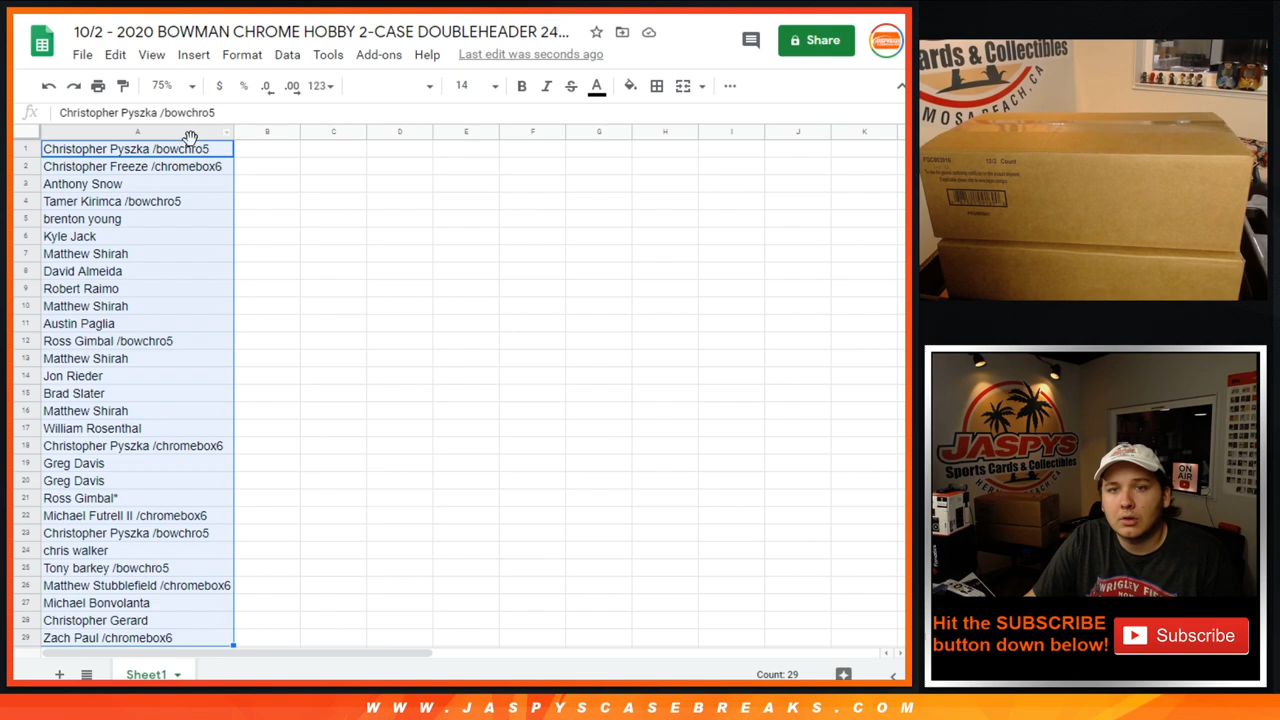 10/2 - 2020 BOWMAN CHROME HOBBY 2-CASE DOUBLEHEADER 24...
Share
File Edit View Insert Format Data Tools Add-ons Help Last edit was seconds ago
75% $ % .0 .00 123 14 B I S A
fx Christopher Pyszka /bowchro5
A B C D E F G H I J K
1 Christopher Pyszka /bowchro5
2 Christopher Freeze /chromebox6
3 Anthony Snow
4 Tamer Kirimca /bowchro5
5 brenton young
6 Kyle Jack
7 Matthew Shirah
8 David Almeida
9 Robert Raimo
10 Matthew Shirah
11 Austin Paglia
12 Ross Gimbal /bowchro5
13 Matthew Shirah
14 Jon Rieder
15 Brad Slater
16 Matthew Shirah
17 William Rosenthal
18 Christopher Pyszka /chromebox6
19 Greg Davis
20 Greg Davis
21 Ross Gimbal*
22 Michael Futrell II /chromebox6
23 Christopher Pyszka /bowchro5
24 chris walker
25 Tony barkey /bowchro5
26 Matthew Stubblefield /chromebox6
27 Michael Bonvolanta
28 Christopher Gerard
29 Zach Paul /chromebox6
Sheet1
Count: 29
ards & Collectibles
MOSA BEACH, CA
JASPYS
Sports Cards & Collectibles
ON AIR
WRIGLEY FI
Hit the SUBSCRIBE
button down below!
Subscribe
WWW.JASPYSCASEBREAKS.COM